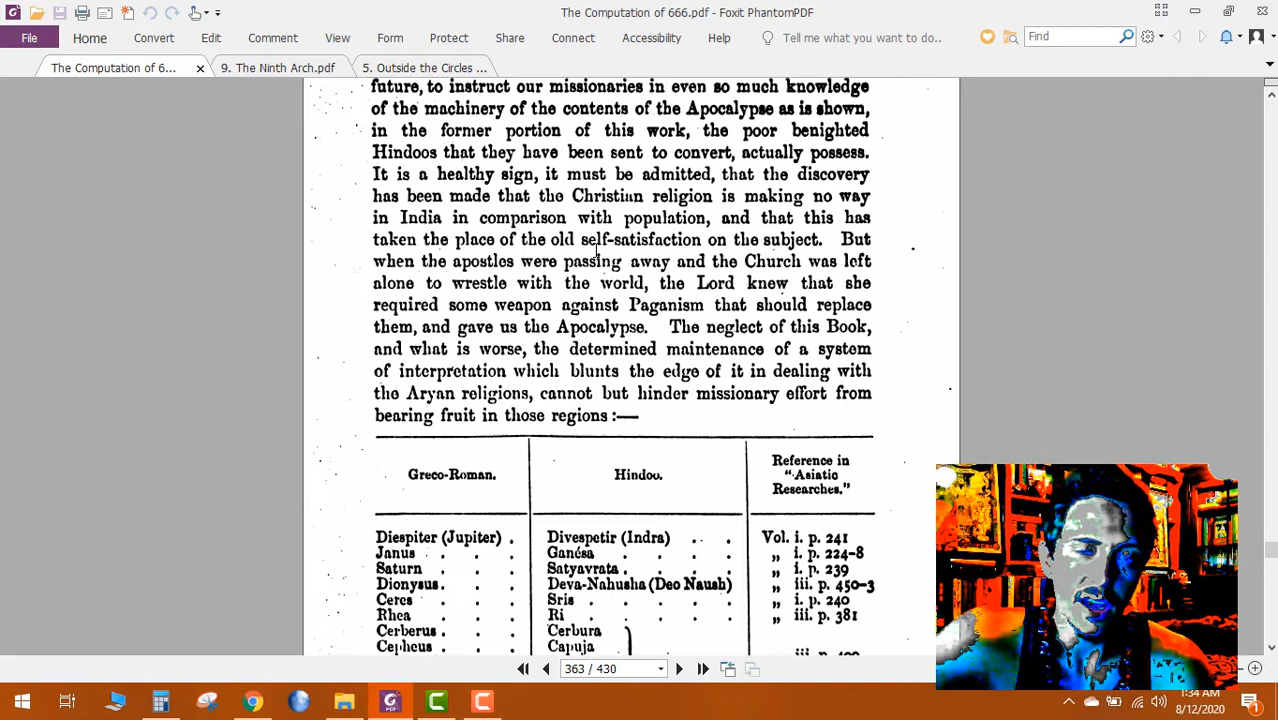 The Computation of 666.pdf - Foxit PhantomPDF
File Home Convert Edit Comment View Form Protect Share Connect Accessibility Help Tell me what you want to do.. Find
The Computation of 6... 9. The Ninth Arch.pdf 5. Outside the Circles ...
future, to instruct our missionaries in even so much knowledge
of the machinery of the contents of the Apocalypse as is shown,
in the former portion of this work, the poor benighted
Hindoos that they have been sent to convert, actually possess.
It is a healthy sign, it must be admitted, that the discovery
has been made that the Christian religion is making no way
in India in comparison with population, and that this has
taken the place of the old self-satisfaction on the subject. But
when the apostles were passing away and the Church was left
alone to wrestle with the world, the Lord knew that she
required some weapon against Paganism that should replace
them, and gave us the Apocalypse. The neglect of this Book,
and what is worse, the determined maintenance of a system
of interpretation which blunts the edge of it in dealing with
the Aryan religions, cannot but hinder missionary effort from
bearing fruit in those regions :—
Greco-Roman. Hindoo. Reference in
"Asiatic
Researches."
Diespiter (Jupiter) . Divespetir (Indra) . . Vol. i. p. 241
Janus . . . Ganésa . . . „ i. p. 224-8
Saturn . . . Satyavrata . . . „ i. p. 239
Dionysus . . . Deva-Nahusha (Deo Naush) „ iii. p. 450-3
Ceres . . . Sris . . . . „ i. p. 240
Rhea . . . Ri . . . . „ iii. p. 381
Cerberus . . . Cerbura
Cepheus . . . Capuja
363 / 430
1:34 AM
8/12/2020